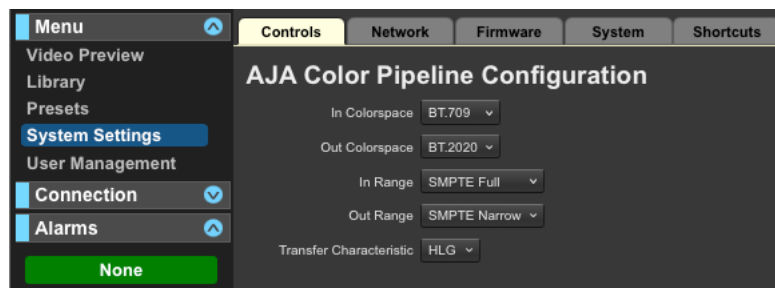 Menu
Video Preview
Library
Presets
System Settings
User Management
Connection
Alarms
None
Controls Network Firmware System Shortcuts
AJA Color Pipeline Configuration
In Colorspace BT.709
Out Colorspace BT.2020
In Range SMPTE Full
Out Range SMPTE Narrow
Transfer Characteristic HLG